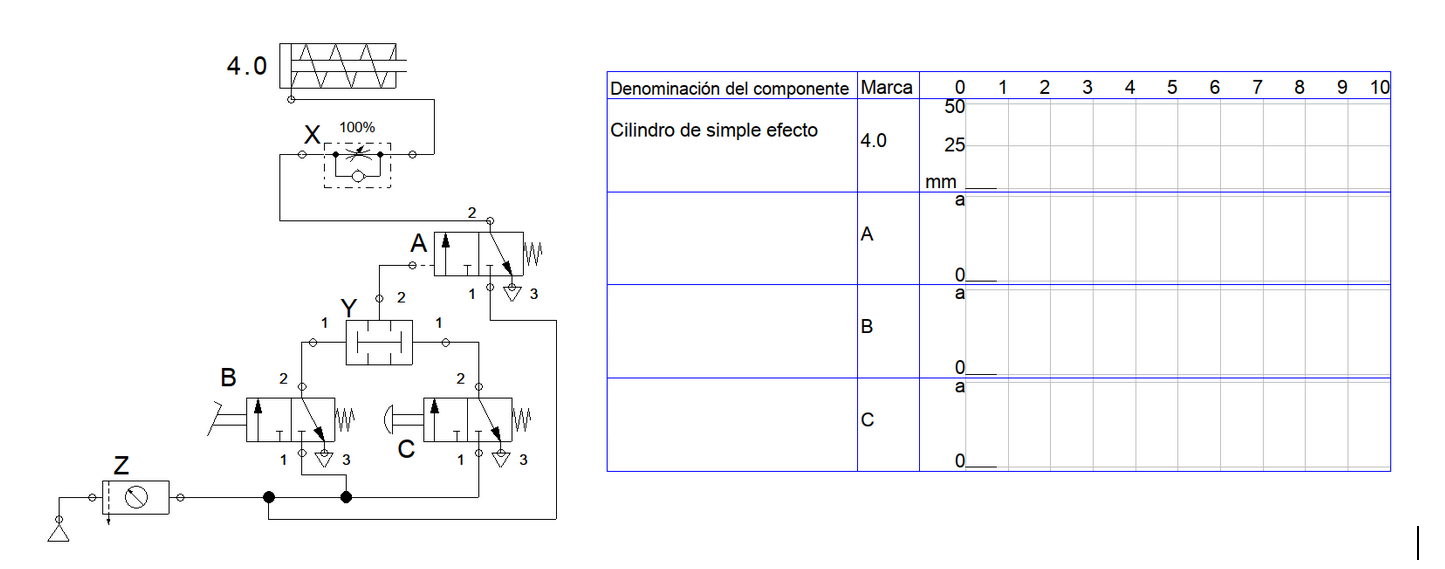 4.0
X
100%
2
A
1
3
2
Y
1
1
B
2
2
C
1
3
1
3
Z
Denominación del componente Marca 0 1 2 3 4 5 6 7 8 9 10
Cilindro de simple efecto 4.0 50
25
mm
A a
0
B a
0
C a
0